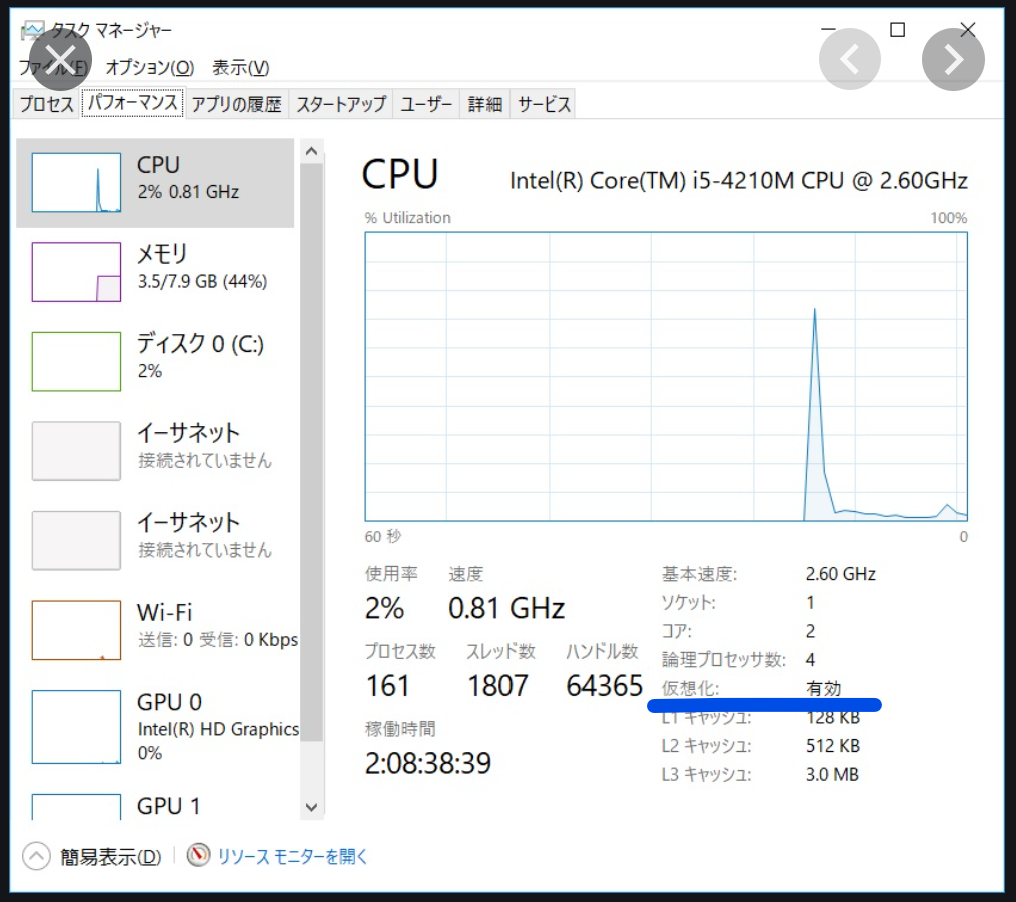 タスク マネージャー
ファイル(F) オプション(O) 表示(V)
プロセス パフォーマンス アプリの履歴 スタートアップ ユーザー 詳細 サービス
CPU
2% 0.81 GHz
メモリ
3.5/7.9 GB (44%)
ディスク 0 (C:)
2%
イーサネット
接続されていません
イーサネット
接続されていません
Wi-Fi
送信: 0 受信: 0 Kbps
GPU 0
Intel(R) HD Graphics
0%
GPU 1
CPU
Intel(R) Core(TM) i5-4210M CPU @ 2.60GHz
% Utilization 100%
60 秒 0
使用率 速度
2% 0.81 GHz
プロセス数 スレッド数 ハンドル数
161 1807 64365
稼働時間
2:08:38:39
基本速度: 2.60 GHz
ソケット: 1
コア: 2
論理プロセッサ数: 4
仮想化: 有効
L1 キャッシュ: 128 KB
L2 キャッシュ: 512 KB
L3 キャッシュ: 3.0 MB
簡易表示(D) リソース モニターを開く